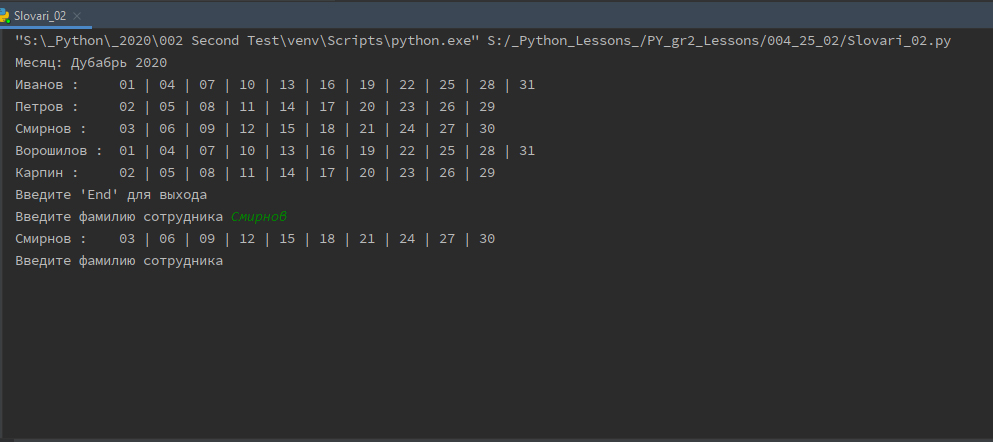 Slovari_02
"S:\_Python\_2020\002 Second Test\venv\Scripts\python.exe" S:/_Python_Lessons_/PY_gr2_Lessons/004_25_02/Slovari_02.py
Месяц: Дубабрь 2020
Иванов :     01 | 04 | 07 | 10 | 13 | 16 | 19 | 22 | 25 | 28 | 31
Петров :     02 | 05 | 08 | 11 | 14 | 17 | 20 | 23 | 26 | 29
Смирнов :    03 | 06 | 09 | 12 | 15 | 18 | 21 | 24 | 27 | 30
Ворошилов :  01 | 04 | 07 | 10 | 13 | 16 | 19 | 22 | 25 | 28 | 31
Карпин :     02 | 05 | 08 | 11 | 14 | 17 | 20 | 23 | 26 | 29
Введите 'End' для выхода
Введите фамилию сотрудника Смирнов
Смирнов :    03 | 06 | 09 | 12 | 15 | 18 | 21 | 24 | 27 | 30
Введите фамилию сотрудника